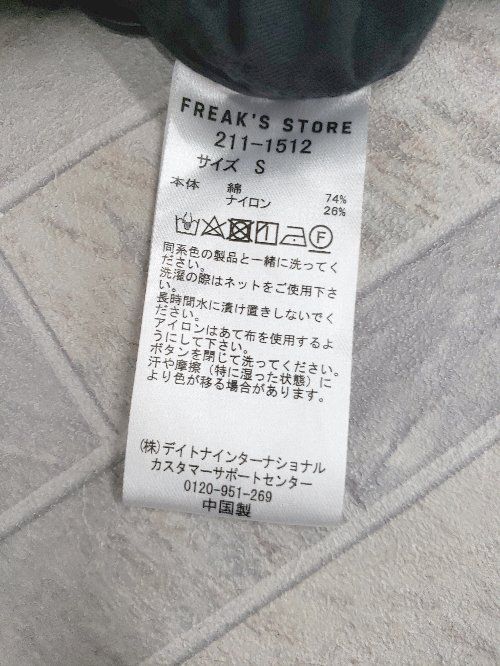 FREAK'S STORE
211-1512
サイズ S
本体 綿 74%
ナイロン 26%
F
同系色の製品と一緒に洗ってく
ださい。
洗濯の際はネットをご使用下さ
い。
長時間水に漬け置きしないでく
ださい。
アイロンはあて布を使用するよ
うにして下さい。
ボタンを閉じて洗ってください。
汗や摩擦(特に湿った状態)に
より色が移る場合があります。
(株)デイトナインターナショナル
カスタマーサポートセンター
0120-951-269
中国製